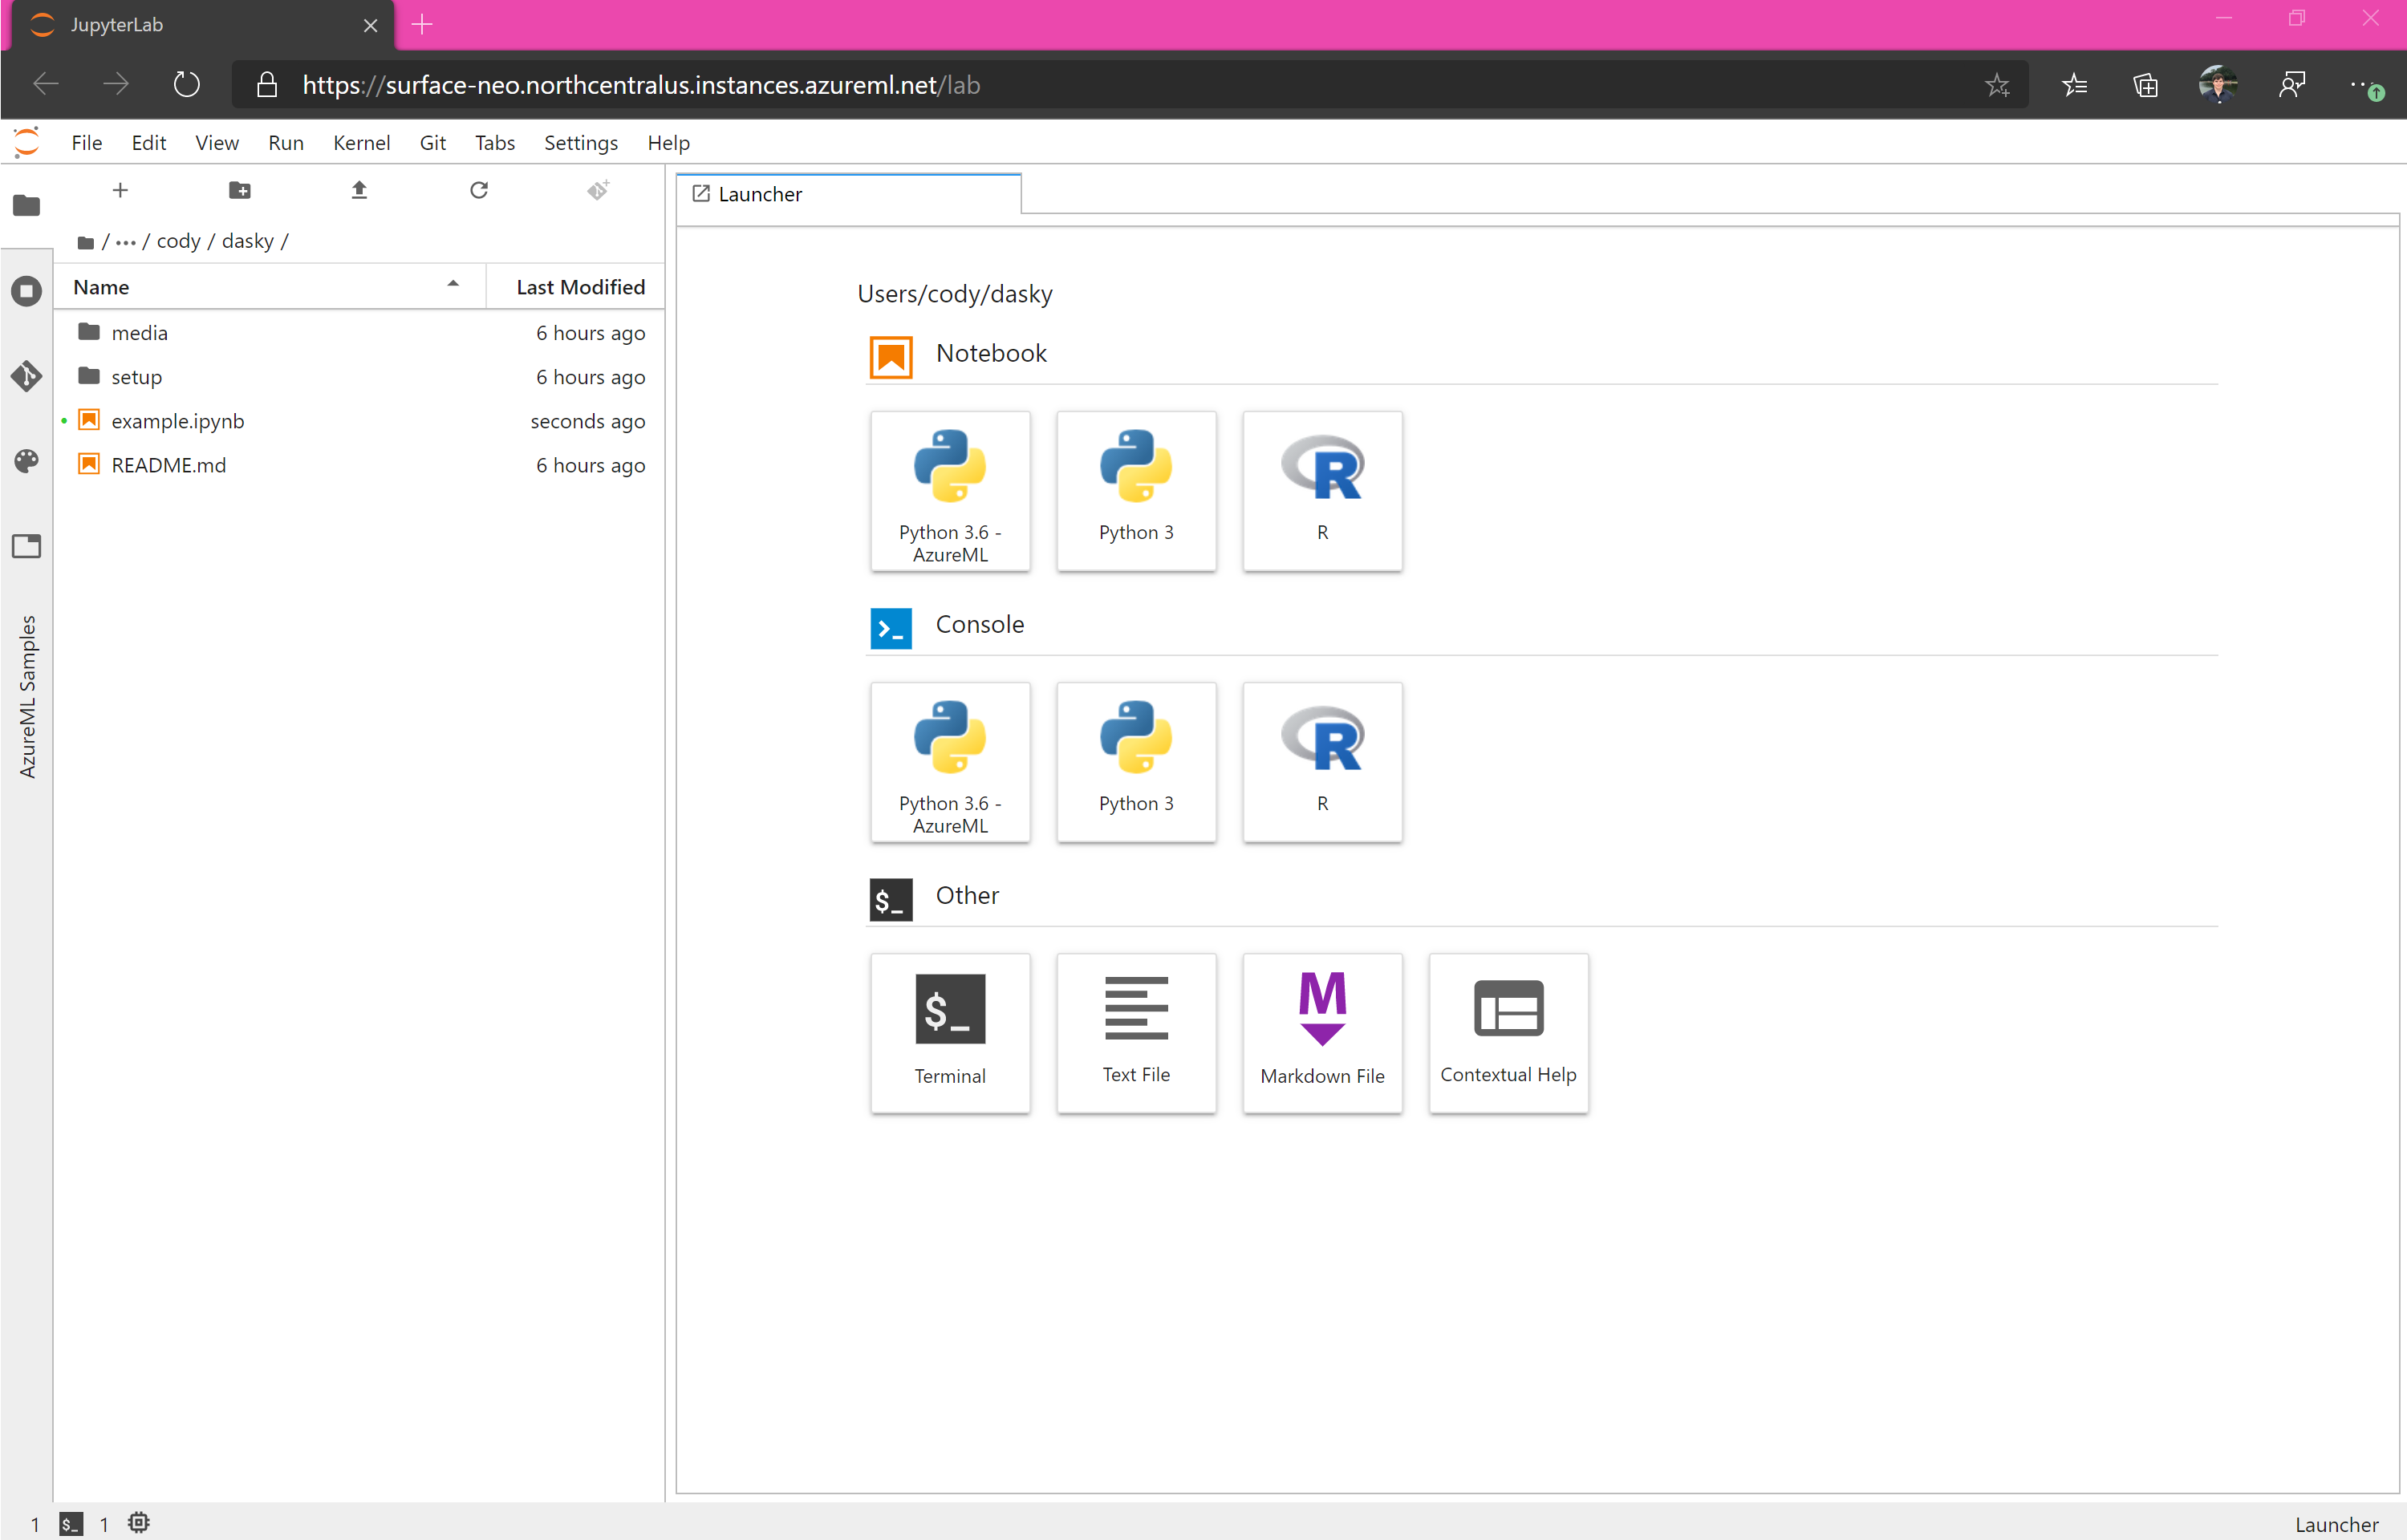 JupyterLab
https://surface-neo.northcentralus.instances.azureml.net/lab
File Edit View Run Kernel Git Tabs Settings Help
/ ••• / cody / dasky /
Name Last Modified
media 6 hours ago
setup 6 hours ago
example.ipynb seconds ago
README.md 6 hours ago
AzureML Samples
Launcher
Users/cody/dasky
Notebook
Python 3.6 -
AzureML
Python 3
R
R
Console
Python 3.6 -
AzureML
Python 3
R
R
$_ Other
$_
Terminal
Text File
M
Markdown File
Contextual Help
1 $_ 1
Launcher